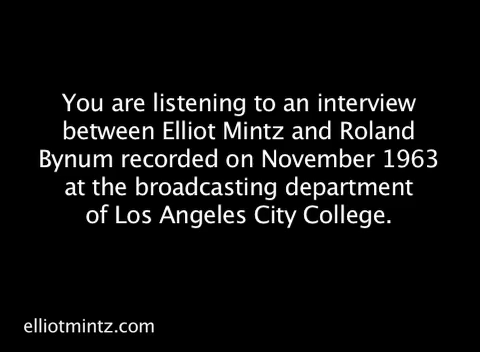 You are listening to an interview
between Elliot Mintz and Roland
Bynum recorded on November 1963
at the broadcasting department
of Los Angeles City College.
elliotmintz.com